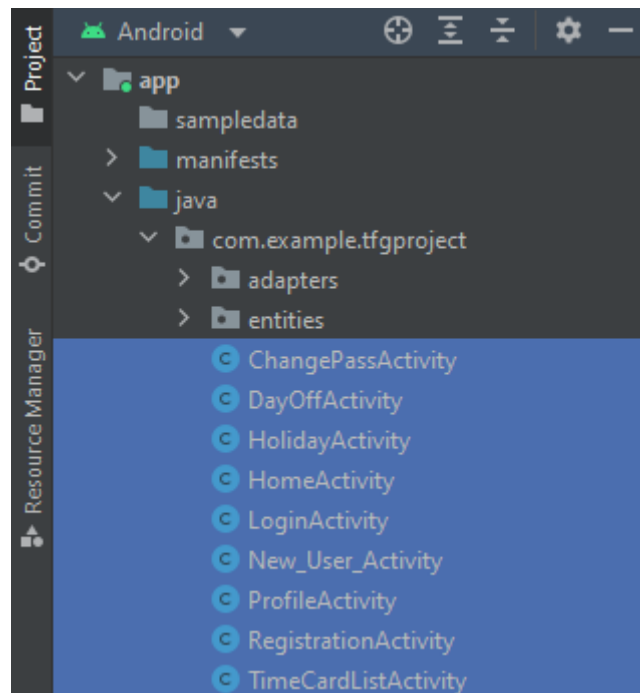 Project
Commit
Resource Manager
Android
app
sampledata
manifests
java
com.example.tfgproject
adapters
entities
C ChangePassActivity
C DayOffActivity
C HolidayActivity
C HomeActivity
C LoginActivity
C New_User_Activity
C ProfileActivity
C RegistrationActivity
C TimeCardListActivity